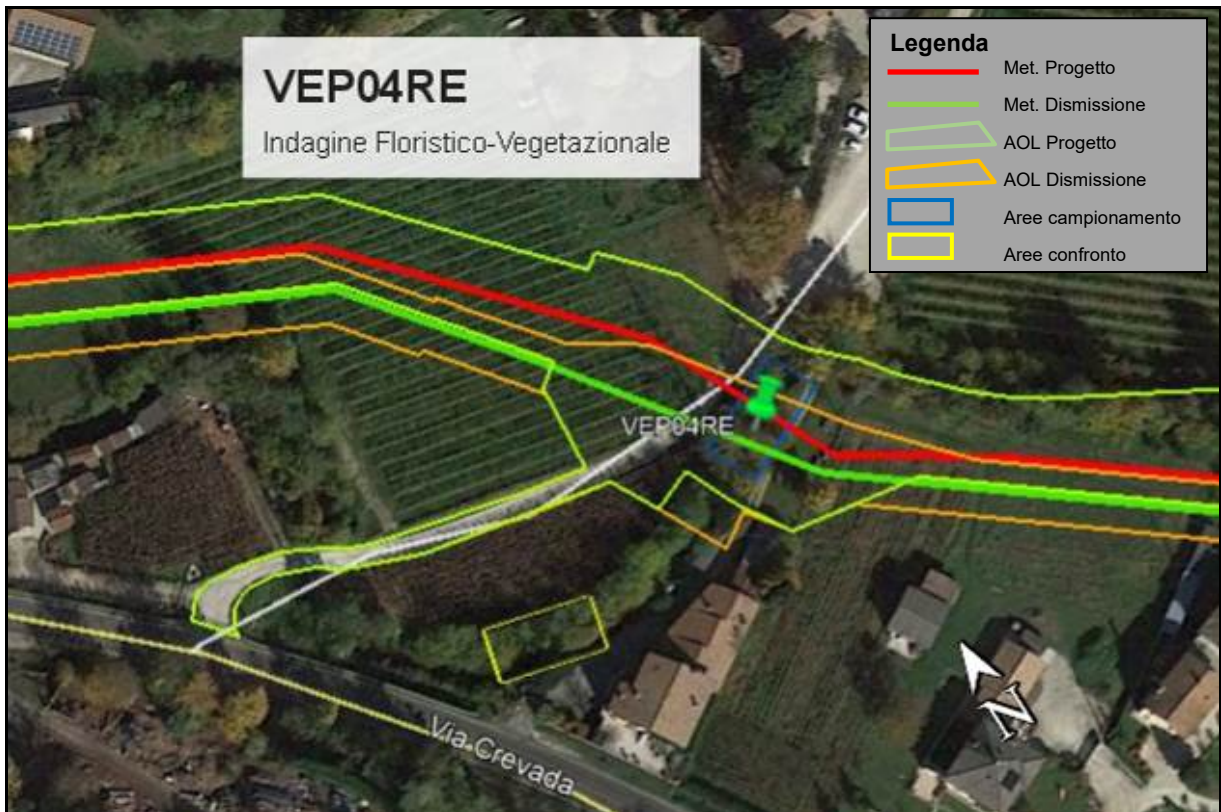 VEP04RE
Indagine Floristico-Vegetazionale
Legenda
Met. Progetto
Met. Dismissione
AOL Progetto
AOL Dismissione
Aree campionamento
Aree confronto
VEP04RE
Via Crevada
N